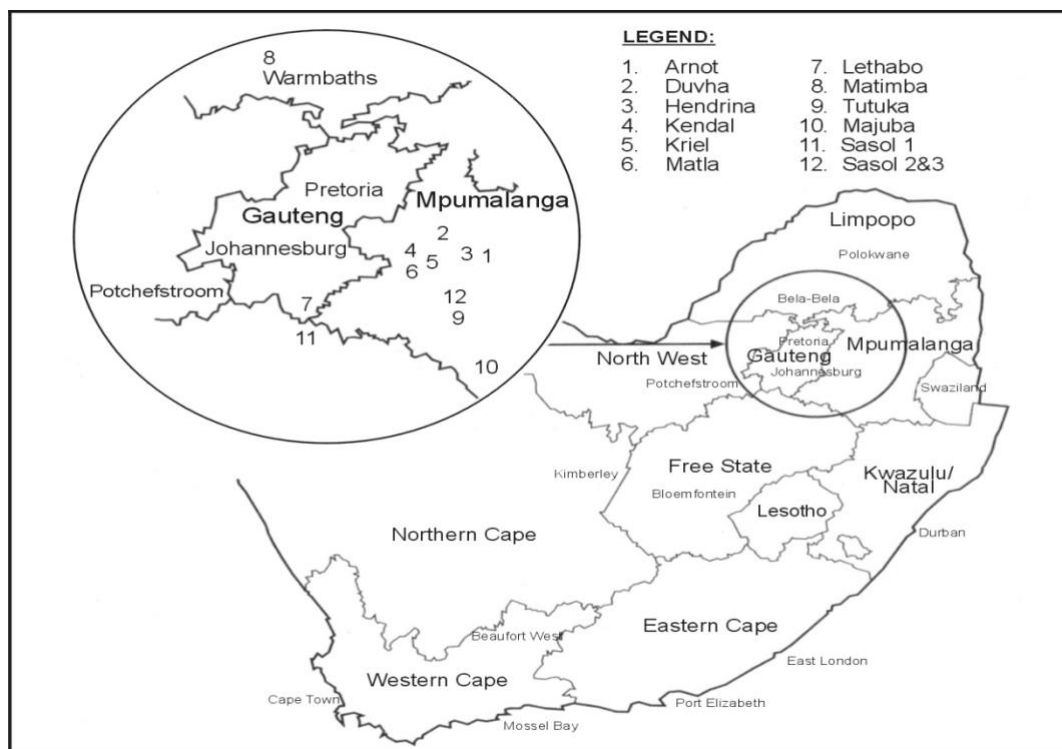 LEGEND:
1. Arnot
2. Duvha
3. Hendrina
4. Kendal
5. Kriel
6. Matla
7. Lethabo
8. Matimba
9. Tutuka
10. Majuba
11. Sasol 1
12. Sasol 2&3
8
Warmbaths
Pretoria
Mpumalanga
Gauteng
2
Johannesburg
4
3
1
5
6
Potchefstroom
12
7
9
11
10
Limpopo
Polokwane
Bela-Bela
Pretoria
Mpumalanga
North West
Gauteng
Johannesburg
Potchefstroom
Swaziland
Free State
Kimberley
Kwazulu/
Natal
Bloemfontein
Lesotho
Northern Cape
Durban
Eastern Cape
Beaufort West
East London
Western Cape
Cape Town
Port Elizabeth
Mossel Bay